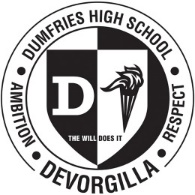 DUMFRIES HIGH SCHOOL
AMBITION
RESPECT
D
THE WILL DOES IT
DEVORGILLA